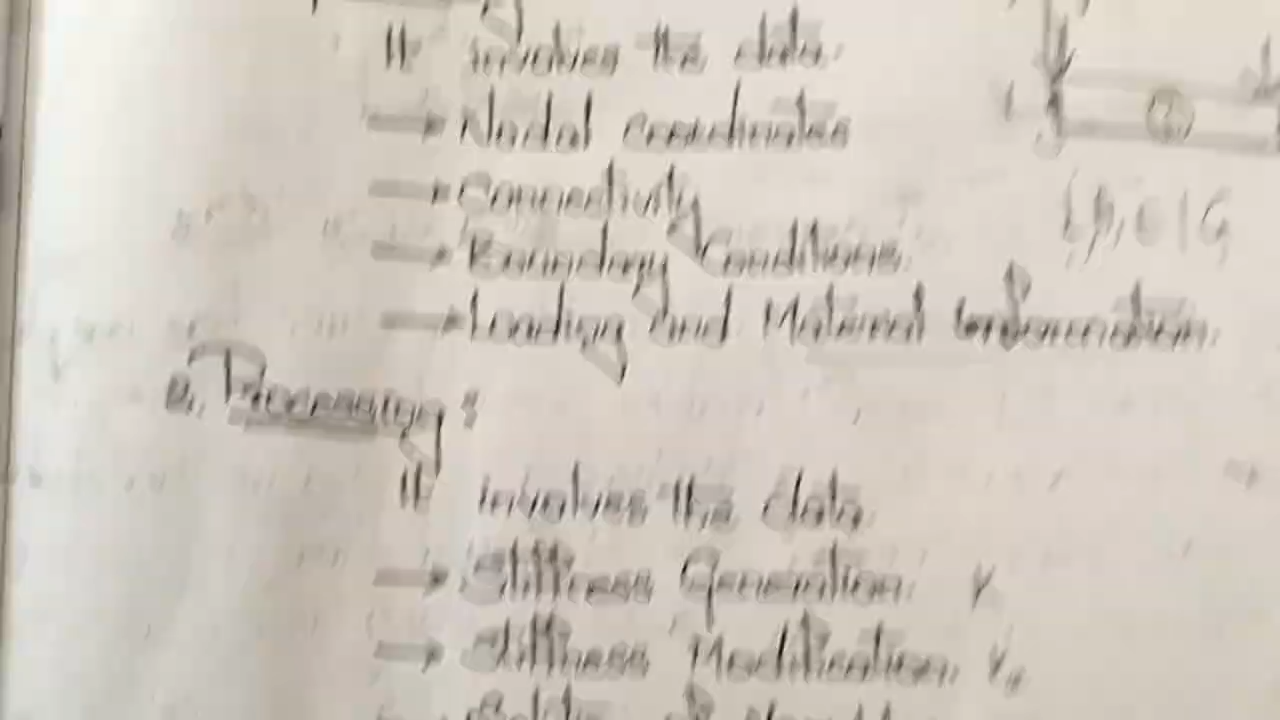 It involves the data
→ Nodal coordinates
→ Connectivity
→ Boundary Conditions
→ Loading and Material Information
2. Processing :
It involves the data
→ Stiffness Generation
→ Stiffness Modification